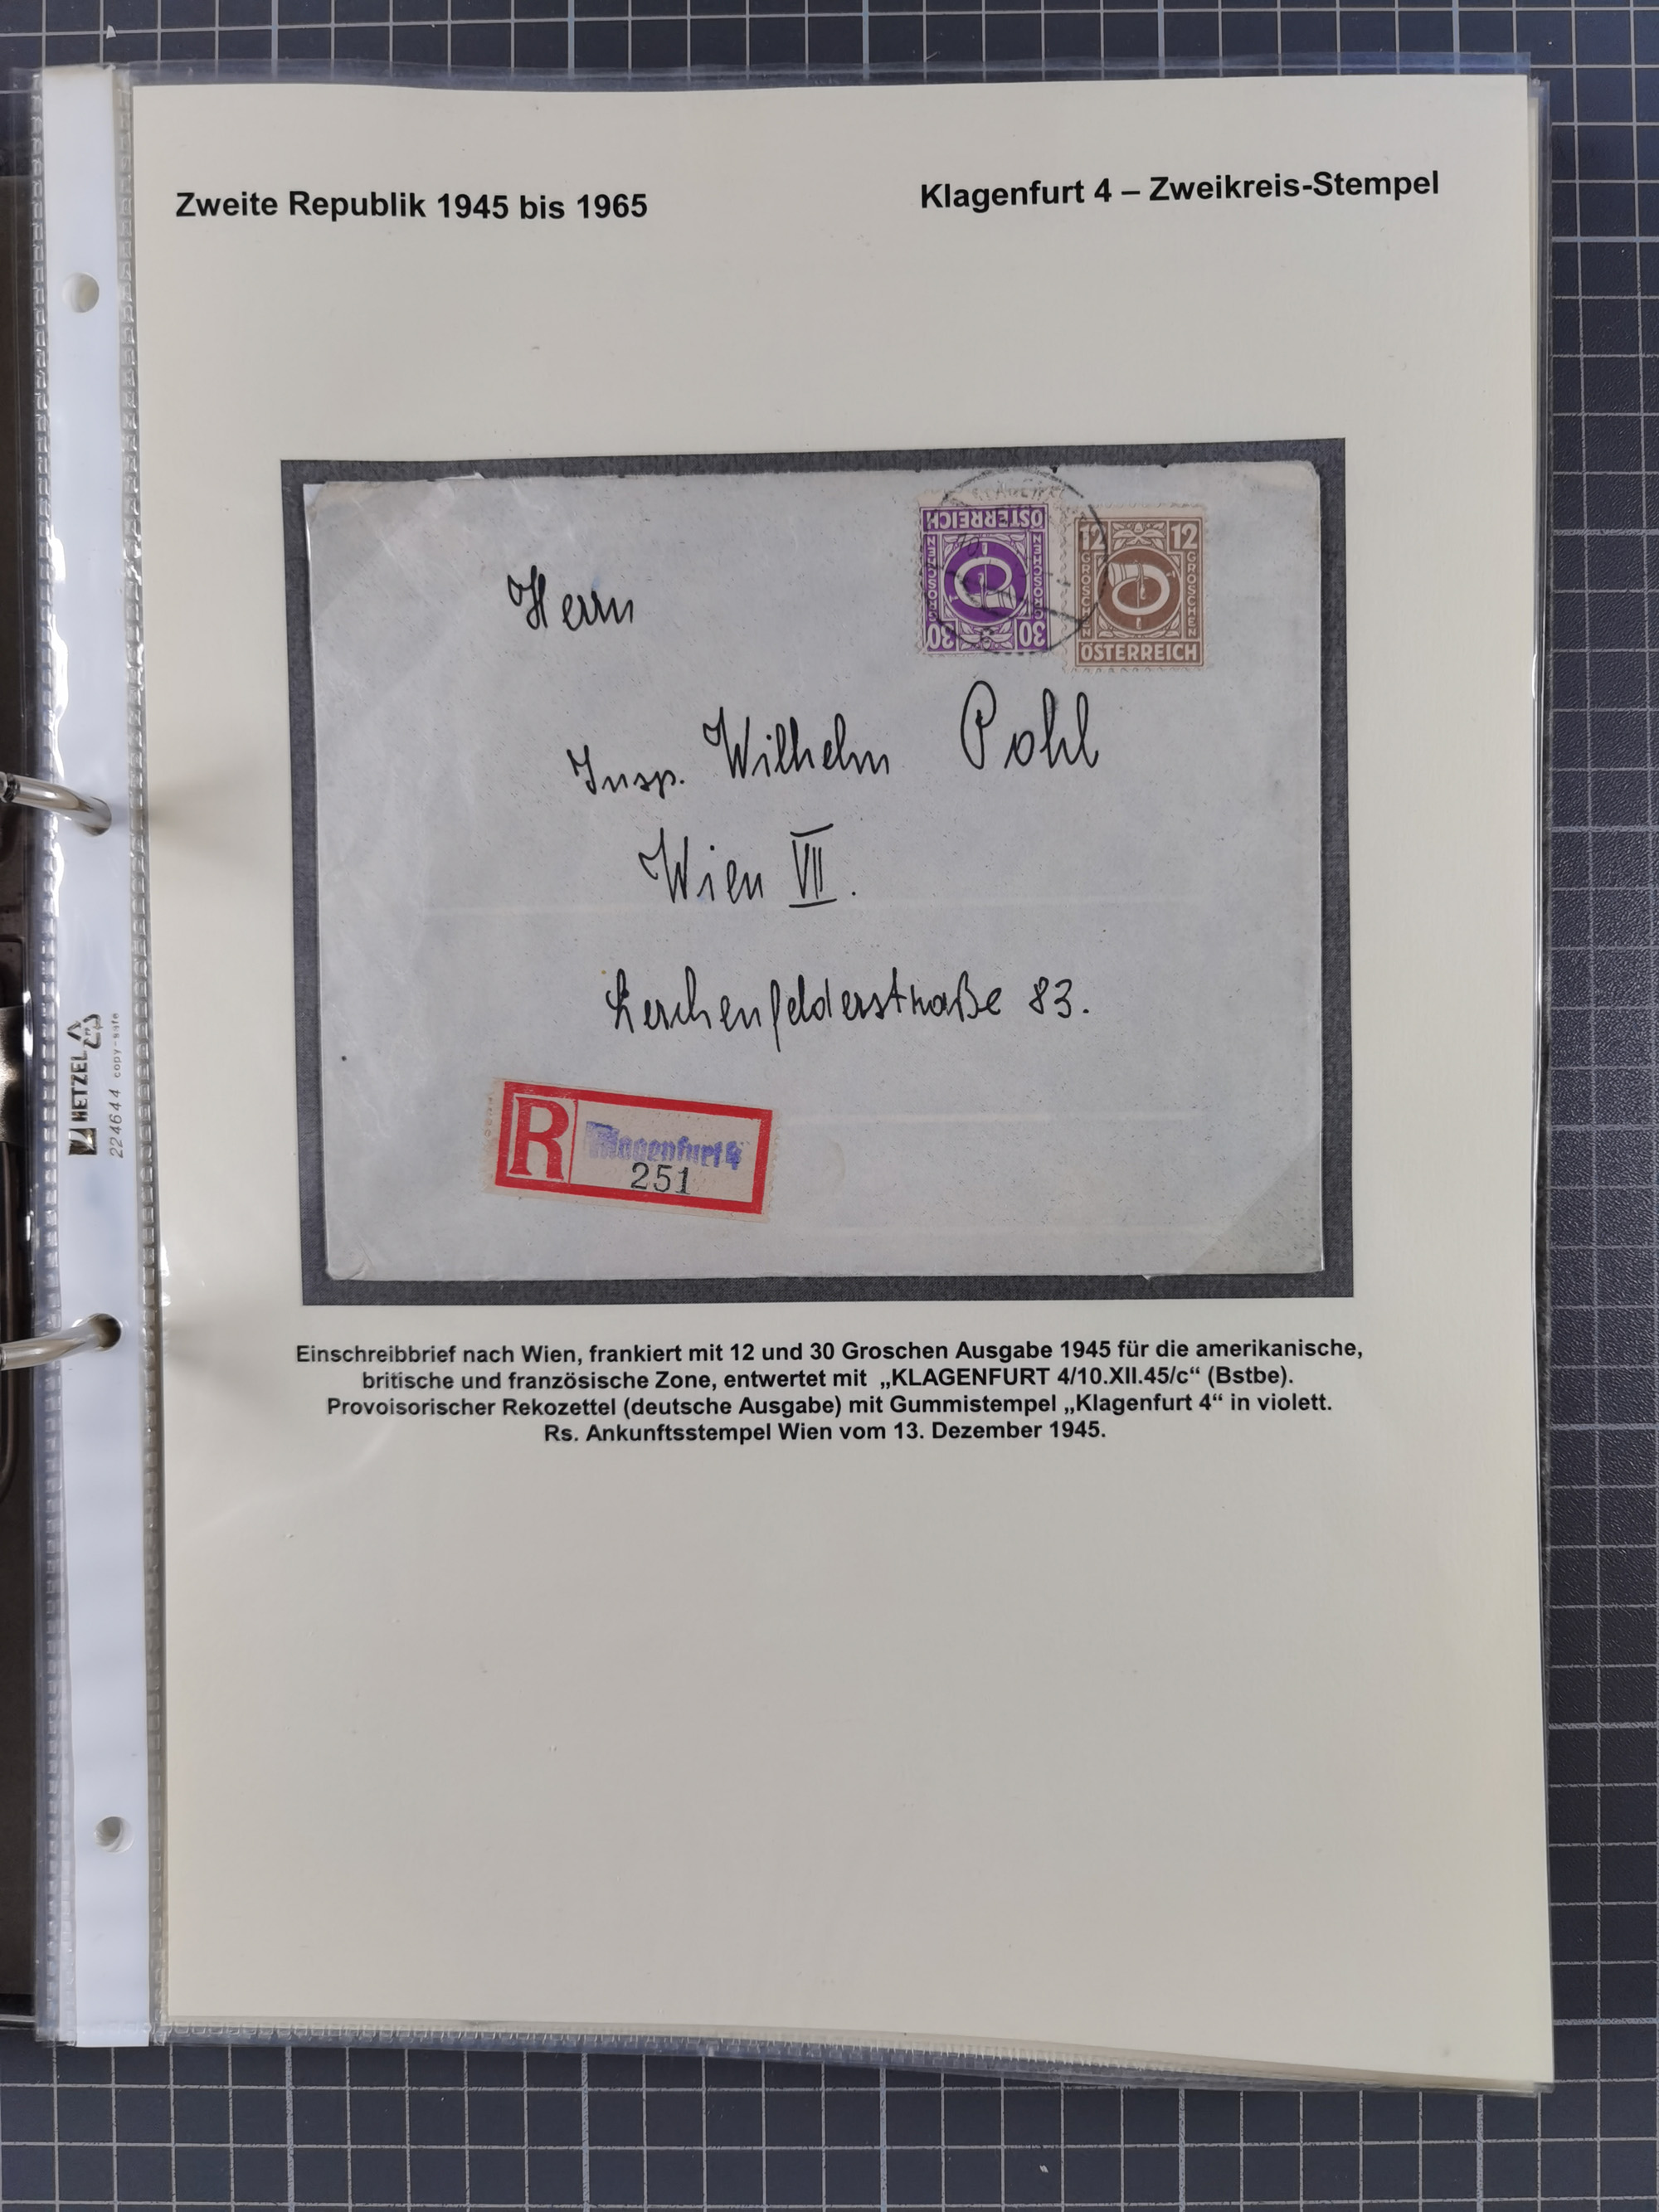 Zweite Republik 1945 bis 1965
Klagenfurt 4 – Zweikreis-Stempel
ÖSTERREICH
GROSCHEN
GROSCHEN
30
30
12
12
GROSCHEN
GROSCHEN
ÖSTERREICH
Herrn
Insp. Wilhelm Pohl
Wien VII.
Lerchenfelderstraße 83.
R
Klagenfurt 4
251
Einschreibbrief nach Wien, frankiert mit 12 und 30 Groschen Ausgabe 1945 für die amerikanische,
britische und französische Zone, entwertet mit „KLAGENFURT 4/10.XII.45/c“ (Bstbe).
Provoisorischer Rekozettel (deutsche Ausgabe) mit Gummistempel „Klagenfurt 4“ in violett.
Rs. Ankunftsstempel Wien vom 13. Dezember 1945.
HETZEL
224644 copy-safe